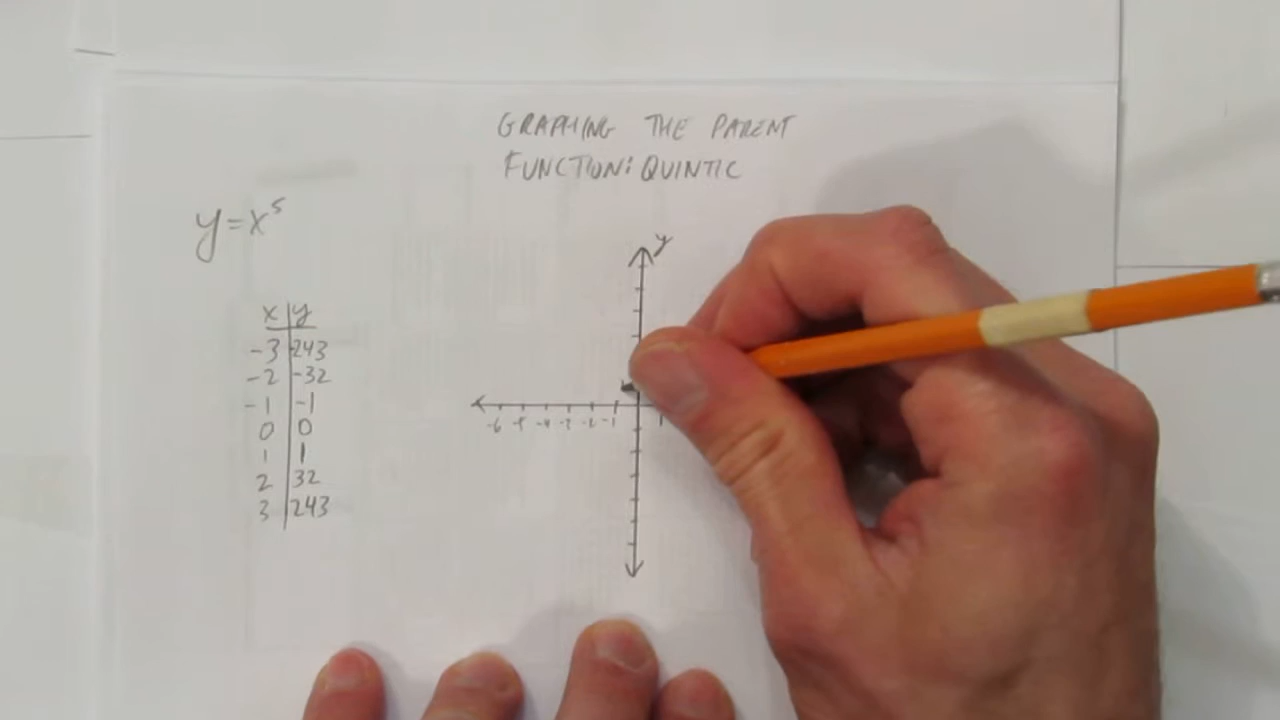 GRAPHING THE PARENT
FUNCTION: QUINTIC
y=x⁵
x y
-3 -243
-2 -32
-1 -1
0 0
1 1
2 32
3 243
y
-6 -5 -4 -3 -2 -1 1